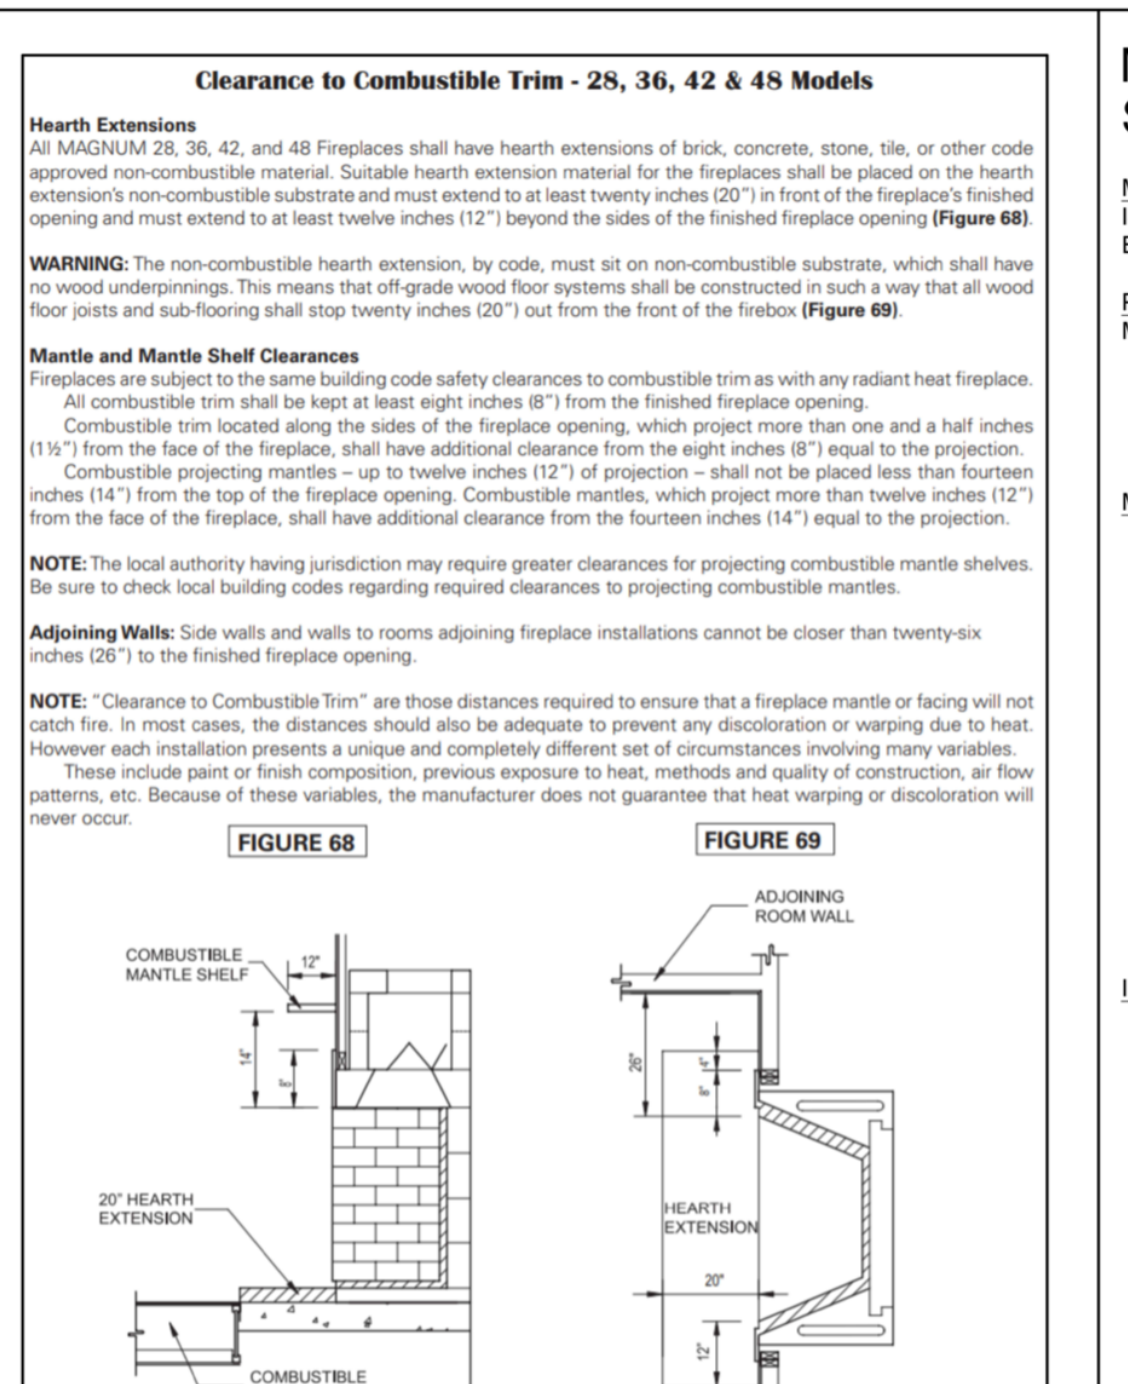 Clearance to Combustible Trim - 28, 36, 42 & 48 Models
Hearth Extensions
All MAGNUM 28, 36, 42, and 48 Fireplaces shall have hearth extensions of brick, concrete, stone, tile, or other code
approved non-combustible material. Suitable hearth extension material for the fireplaces shall be placed on the hearth
extension's non-combustible substrate and must extend to at least twenty inches (20") in front of the fireplace's finished
opening and must extend to at least twelve inches (12") beyond the sides of the finished fireplace opening (Figure 68).
WARNING: The non-combustible hearth extension, by code, must sit on non-combustible substrate, which shall have
no wood underpinnings. This means that off-grade wood floor systems shall be constructed in such a way that all wood
floor joists and sub-flooring shall stop twenty inches (20") out from the front of the firebox (Figure 69).
Mantle and Mantle Shelf Clearances
Fireplaces are subject to the same building code safety clearances to combustible trim as with any radiant heat fireplace.
All combustible trim shall be kept at least eight inches (8") from the finished fireplace opening.
Combustible trim located along the sides of the fireplace opening, which project more than one and a half inches
(1½") from the face of the fireplace, shall have additional clearance from the eight inches (8") equal to the projection.
Combustible projecting mantles – up to twelve inches (12") of projection – shall not be placed less than fourteen
inches (14") from the top of the fireplace opening. Combustible mantles, which project more than twelve inches (12")
from the face of the fireplace, shall have additional clearance from the fourteen inches (14") equal to the projection.
NOTE: The local authority having jurisdiction may require greater clearances for projecting combustible mantle shelves.
Be sure to check local building codes regarding required clearances to projecting combustible mantles.
Adjoining Walls: Side walls and walls to rooms adjoining fireplace installations cannot be closer than twenty-six
inches (26") to the finished fireplace opening.
NOTE: "Clearance to Combustible Trim" are those distances required to ensure that a fireplace mantle or facing will not
catch fire. In most cases, the distances should also be adequate to prevent any discoloration or warping due to heat.
However each installation presents a unique and completely different set of circumstances involving many variables.
These include paint or finish composition, previous exposure to heat, methods and quality of construction, air flow
patterns, etc. Because of these variables, the manufacturer does not guarantee that heat warping or discoloration will
never occur.
FIGURE 68
COMBUSTIBLE
MANTLE SHELF
12"
14"
8"
20" HEARTH
EXTENSION
COMBUSTIBLE
FIGURE 69
ADJOINING
ROOM WALL
26"
4"
8"
HEARTH
EXTENSION
20"
12"